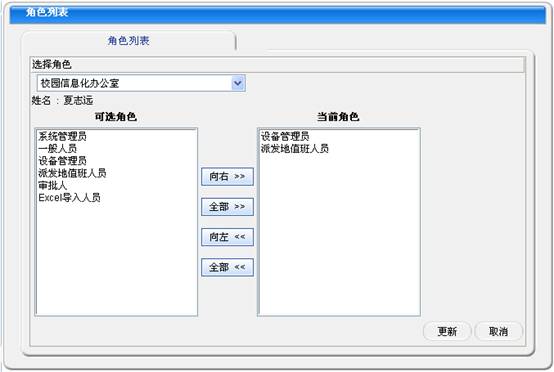 角色列表
角色列表
选择角色
校园信息化办公室
姓名 : 夏志远
可选角色
当前角色
系统管理员
一般人员
设备管理员
派发地值班人员
审批人
Excel导入人员
向右 >>
全部 >>
向左 <<
全部 <<
设备管理员
派发地值班人员
更新
取消